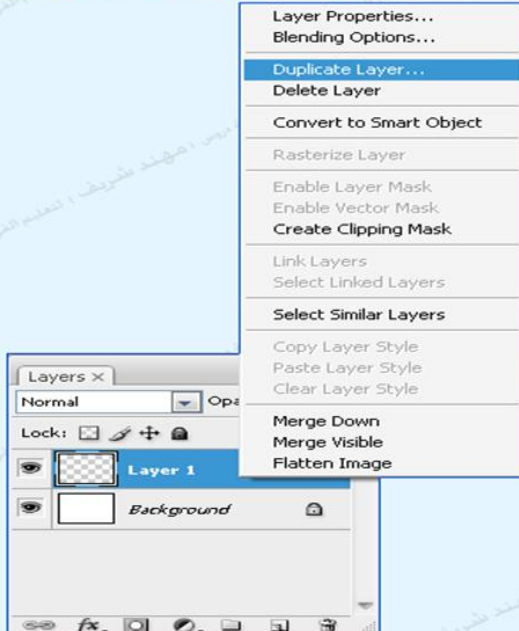 Layer Properties...
Blending Options...
Duplicate Layer...
Delete Layer
Convert to Smart Object
Rasterize Layer
Enable Layer Mask
Enable Vector Mask
Create Clipping Mask
Link Layers
Select Linked Layers
Select Similar Layers
Copy Layer Style
Paste Layer Style
Clear Layer Style
Merge Down
Merge Visible
Flatten Image
Layers ×
Normal
Opa
Lock:
Layer 1
Background
fx.
مهند شريف